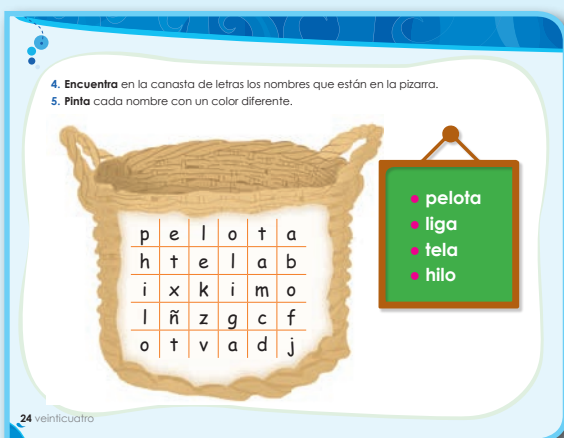 4. Encuentra en la canasta de letras los nombres que están en la pizarra.
5. Pinta cada nombre con un color diferente.
p e l o t a
h t e l a b
i x k i m o
l ñ z g c f
o t v a d j
• pelota
• liga
• tela
• hilo
24 veinticuatro